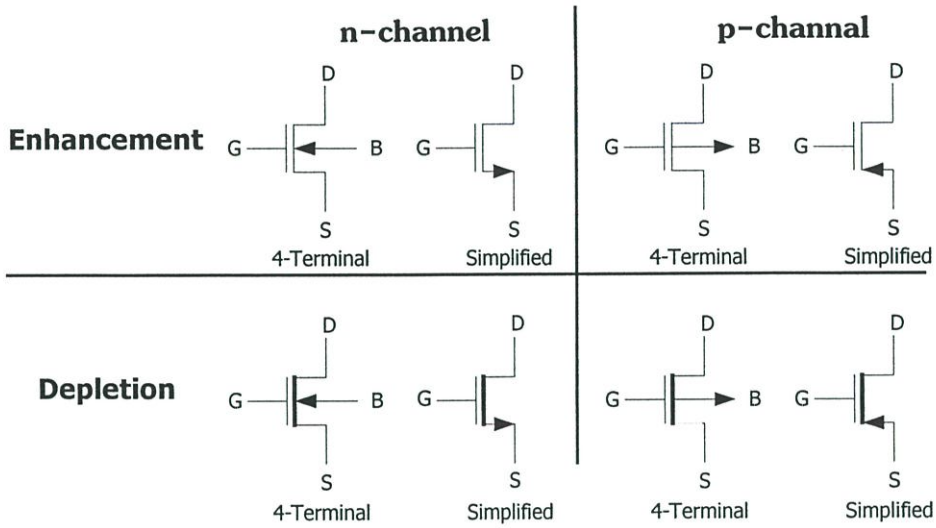 n-channel
p-channal
D D D D
Enhancement
G B G G B G
S S S S
4-Terminal Simplified 4-Terminal Simplified
D D D D
Depletion
G B G G B G
S S S S
4-Terminal Simplified 4-Terminal Simplified